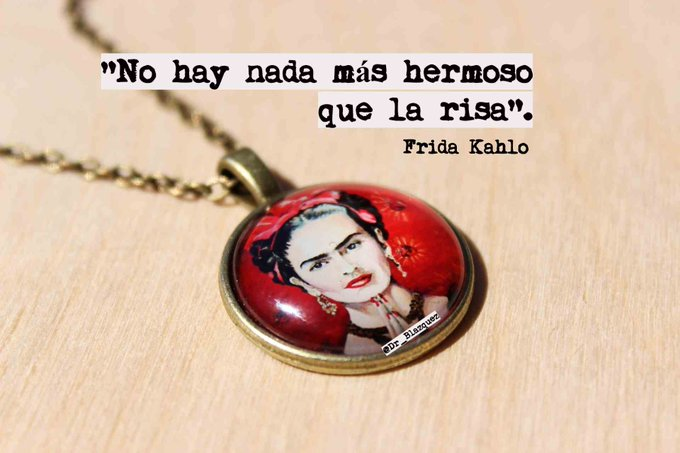 "No hay nada más hermoso
que la risa".
Frida Kahlo
@Dr_Blazquez